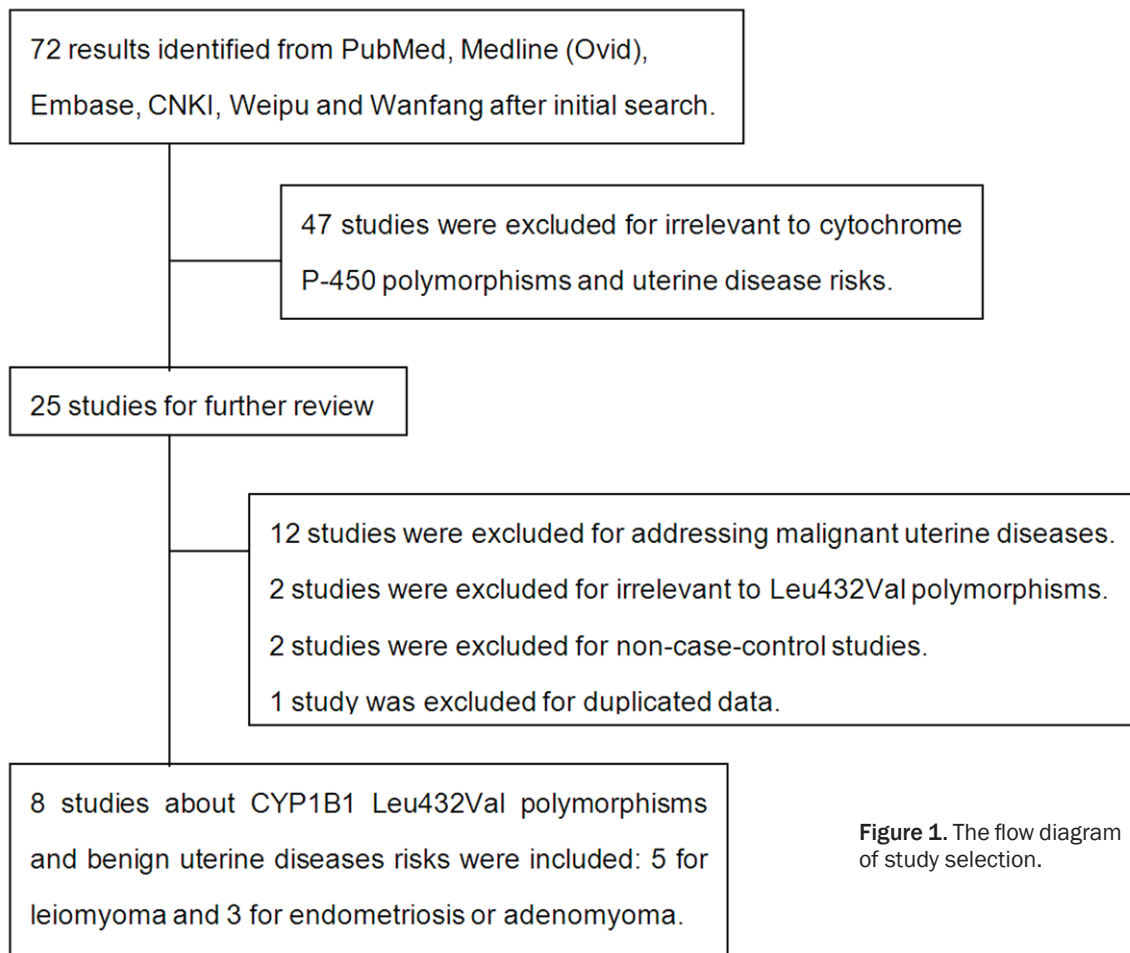 72 results identified from PubMed, Medline (Ovid),
Embase, CNKI, Weipu and Wanfang after initial search.
47 studies were excluded for irrelevant to cytochrome
P-450 polymorphisms and uterine disease risks.
25 studies for further review
12 studies were excluded for addressing malignant uterine diseases.
2 studies were excluded for irrelevant to Leu432Val polymorphisms.
2 studies were excluded for non-case-control studies.
1 study was excluded for duplicated data.
8 studies about CYP1B1 Leu432Val polymorphisms
and benign uterine diseases risks were included: 5 for
leiomyoma and 3 for endometriosis or adenomyoma.
Figure 1. The flow diagram
of study selection.